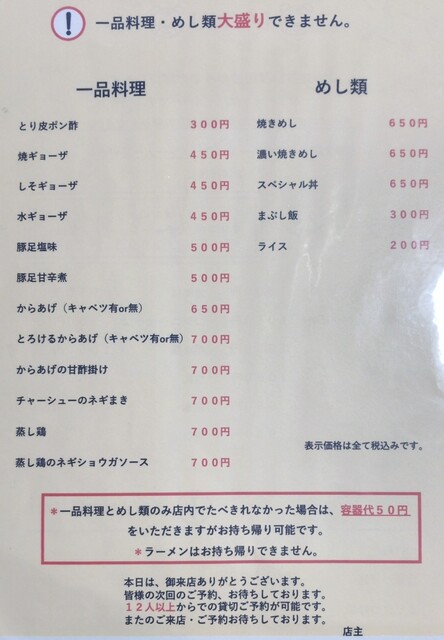 ! 一品料理・めし類大盛りできません。
一品料理
とり皮ポン酢 300円
焼ギョーザ 450円
しそギョーザ 450円
水ギョーザ 450円
豚足塩味 500円
豚足甘辛煮 500円
からあげ（キャベツ有or無） 650円
とろけるからあげ（キャベツ有or無） 700円
からあげの甘酢掛け 700円
チャーシューのネギまき 700円
蒸し鶏 700円
蒸し鶏のネギショウガソース 700円
めし類
焼きめし 650円
濃い焼きめし 650円
スペシャル丼 650円
まぶし飯 300円
ライス 200円
表示価格は全て税込みです。
＊一品料理とめし類のみ店内でたべきれなかった場合は、容器代50円
をいただきますがお持ち帰り可能です。
＊ラーメンはお持ち帰りできません。
本日は、御来店ありがとうございます。
皆様の次回のご予約、お待ちしております。
12人以上からでの貸切ご予約が可能です。
またのご来店・ご予約お待ちしております。
店主